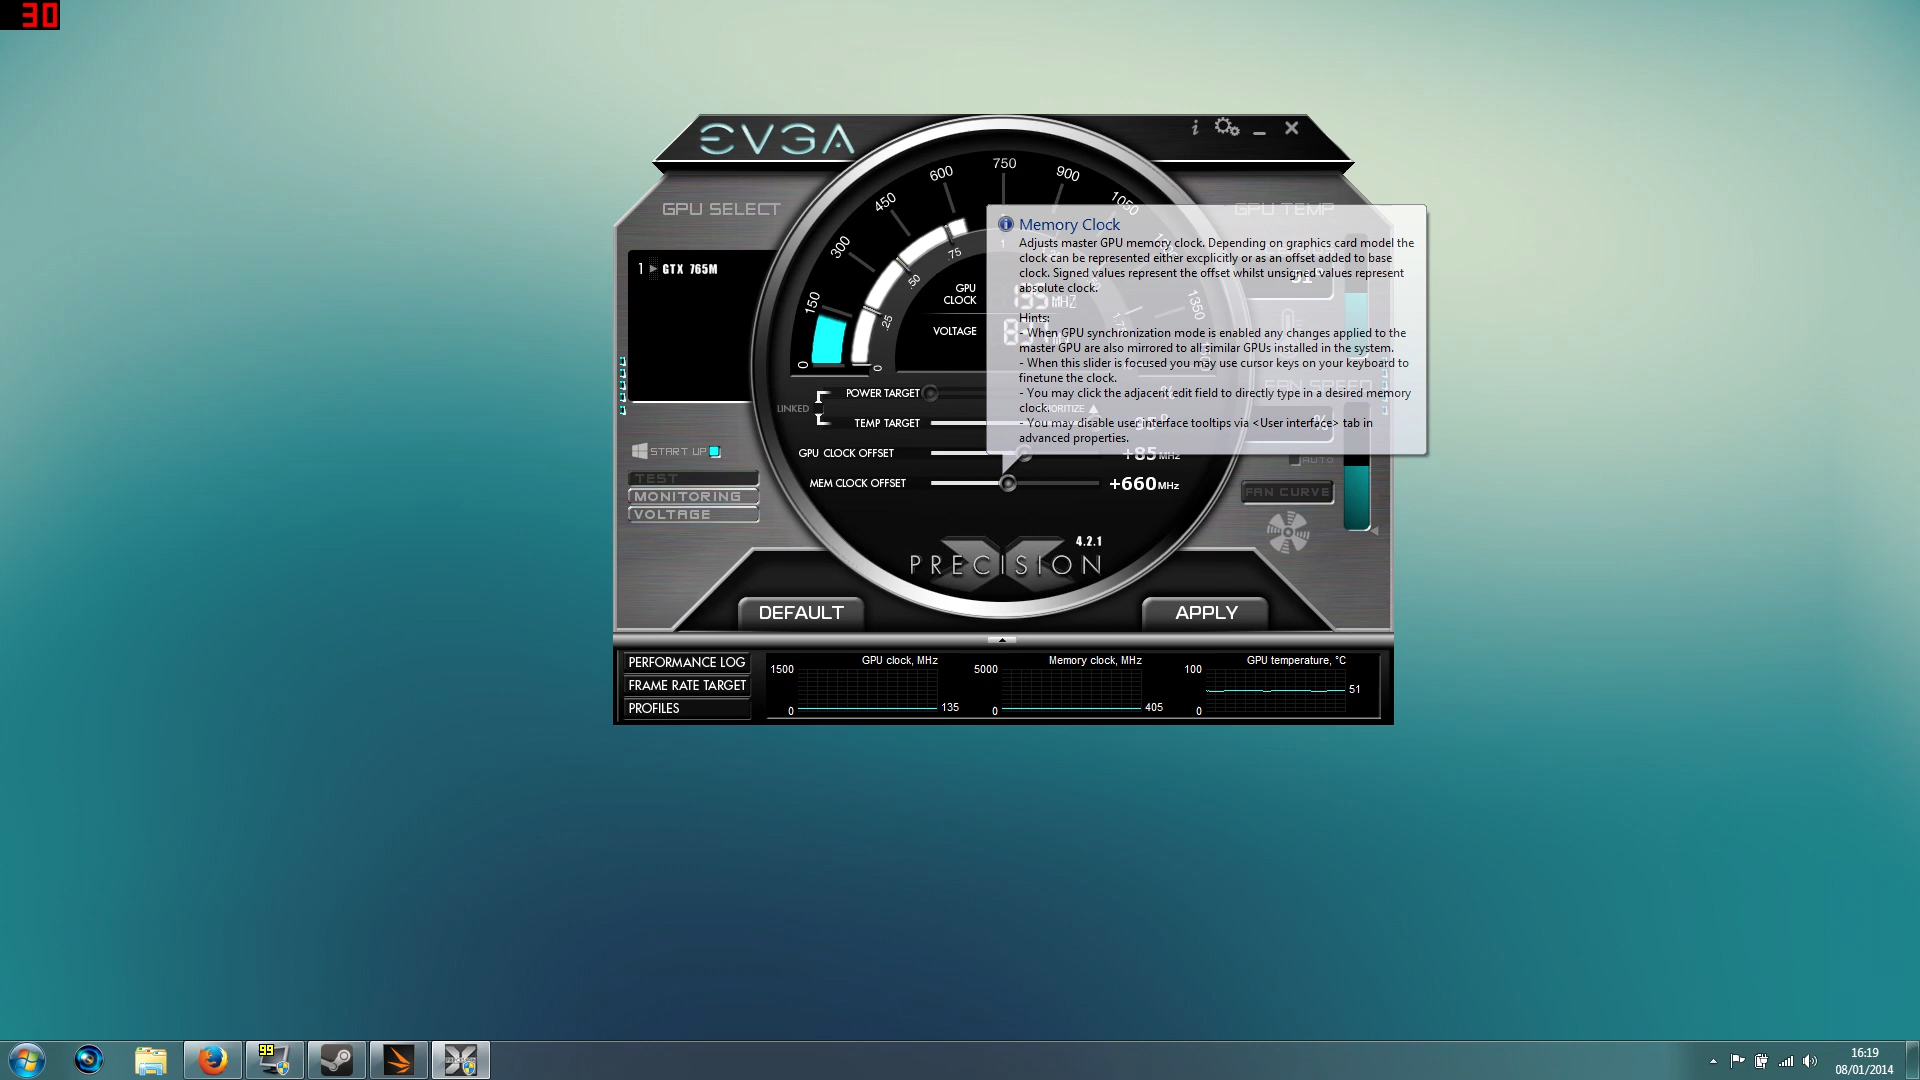 30
EVGA
i
GPU SELECT
GPU TEMP
1 GTX 765M
0
150
300
450
600
750
900
1050
1350
0
.25
.50
.75
1
GPU CLOCK
MHZ
VOLTAGE
Memory Clock
Adjusts master GPU memory clock. Depending on graphics card model the
clock can be represented either excplicitly or as an offset added to base
clock. Signed values represent the offset whilst unsigned values represent
absolute clock.
Hints:
- When GPU synchronization mode is enabled any changes applied to the
master GPU are also mirrored to all similar GPUs installed in the system.
- When this slider is focused you may use cursor keys on your keyboard to
finetune the clock.
- You may click the adjacent edit field to directly type in a desired memory
clock.
- You may disable user interface tooltips via <User interface> tab in
advanced properties.
POWER TARGET
LINKED
TEMP TARGET
FAN SPEED
%
GPU CLOCK OFFSET +85 MHz
MEM CLOCK OFFSET +660 MHz
START UP
TEST
MONITORING
VOLTAGE
AUTO
FAN CURVE
4.2.1
PRECISION
DEFAULT
APPLY
PERFORMANCE LOG
FRAME RATE TARGET
PROFILES
GPU clock, MHz
1500
0
135
Memory clock, MHz
5000
0
405
GPU temperature, °C
100
0
51
99
16:19
08/01/2014